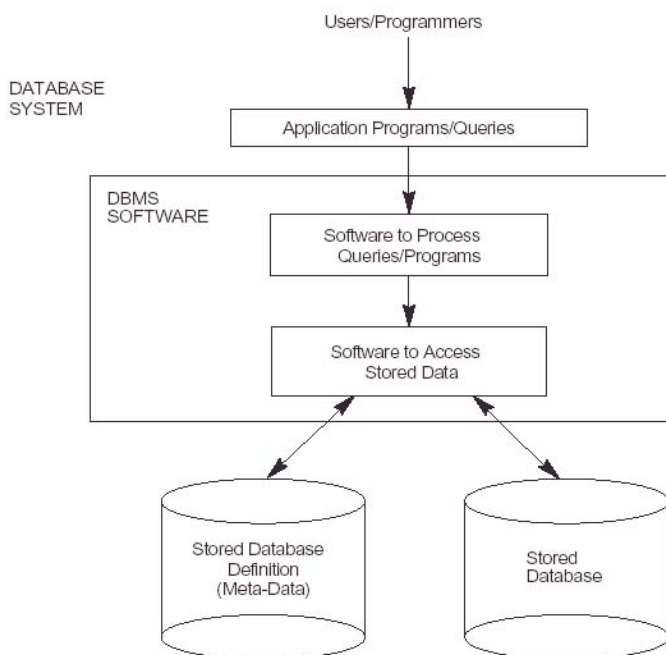 Users/Programmers
DATABASE
SYSTEM
Application Programs/Queries
DBMS
SOFTWARE
Software to Process
Queries/Programs
Software to Access
Stored Data
Stored Database
Definition
(Meta-Data)
Stored
Database